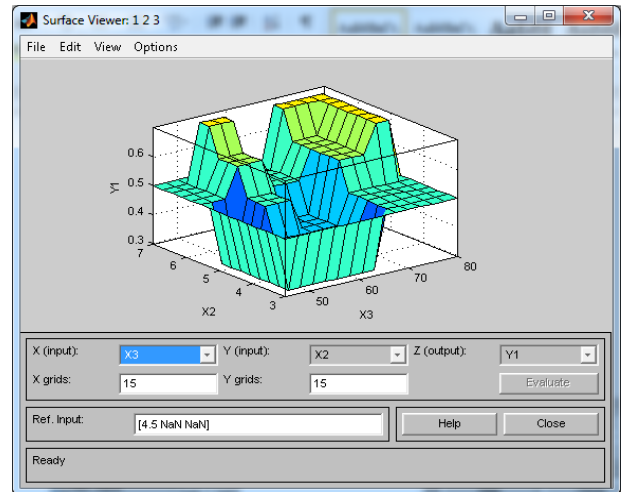 Surface Viewer: 1 2 3
File Edit View Options
0.6
0.5
0.4
0.3
Y1
7
6
5
4
3
X2
50
60
70
80
X3
X (input): X3 Y (input): X2 Z (output): Y1
X grids: 15 Y grids: 15 Evaluate
Ref. Input: [4.5 NaN NaN] Help Close
Ready